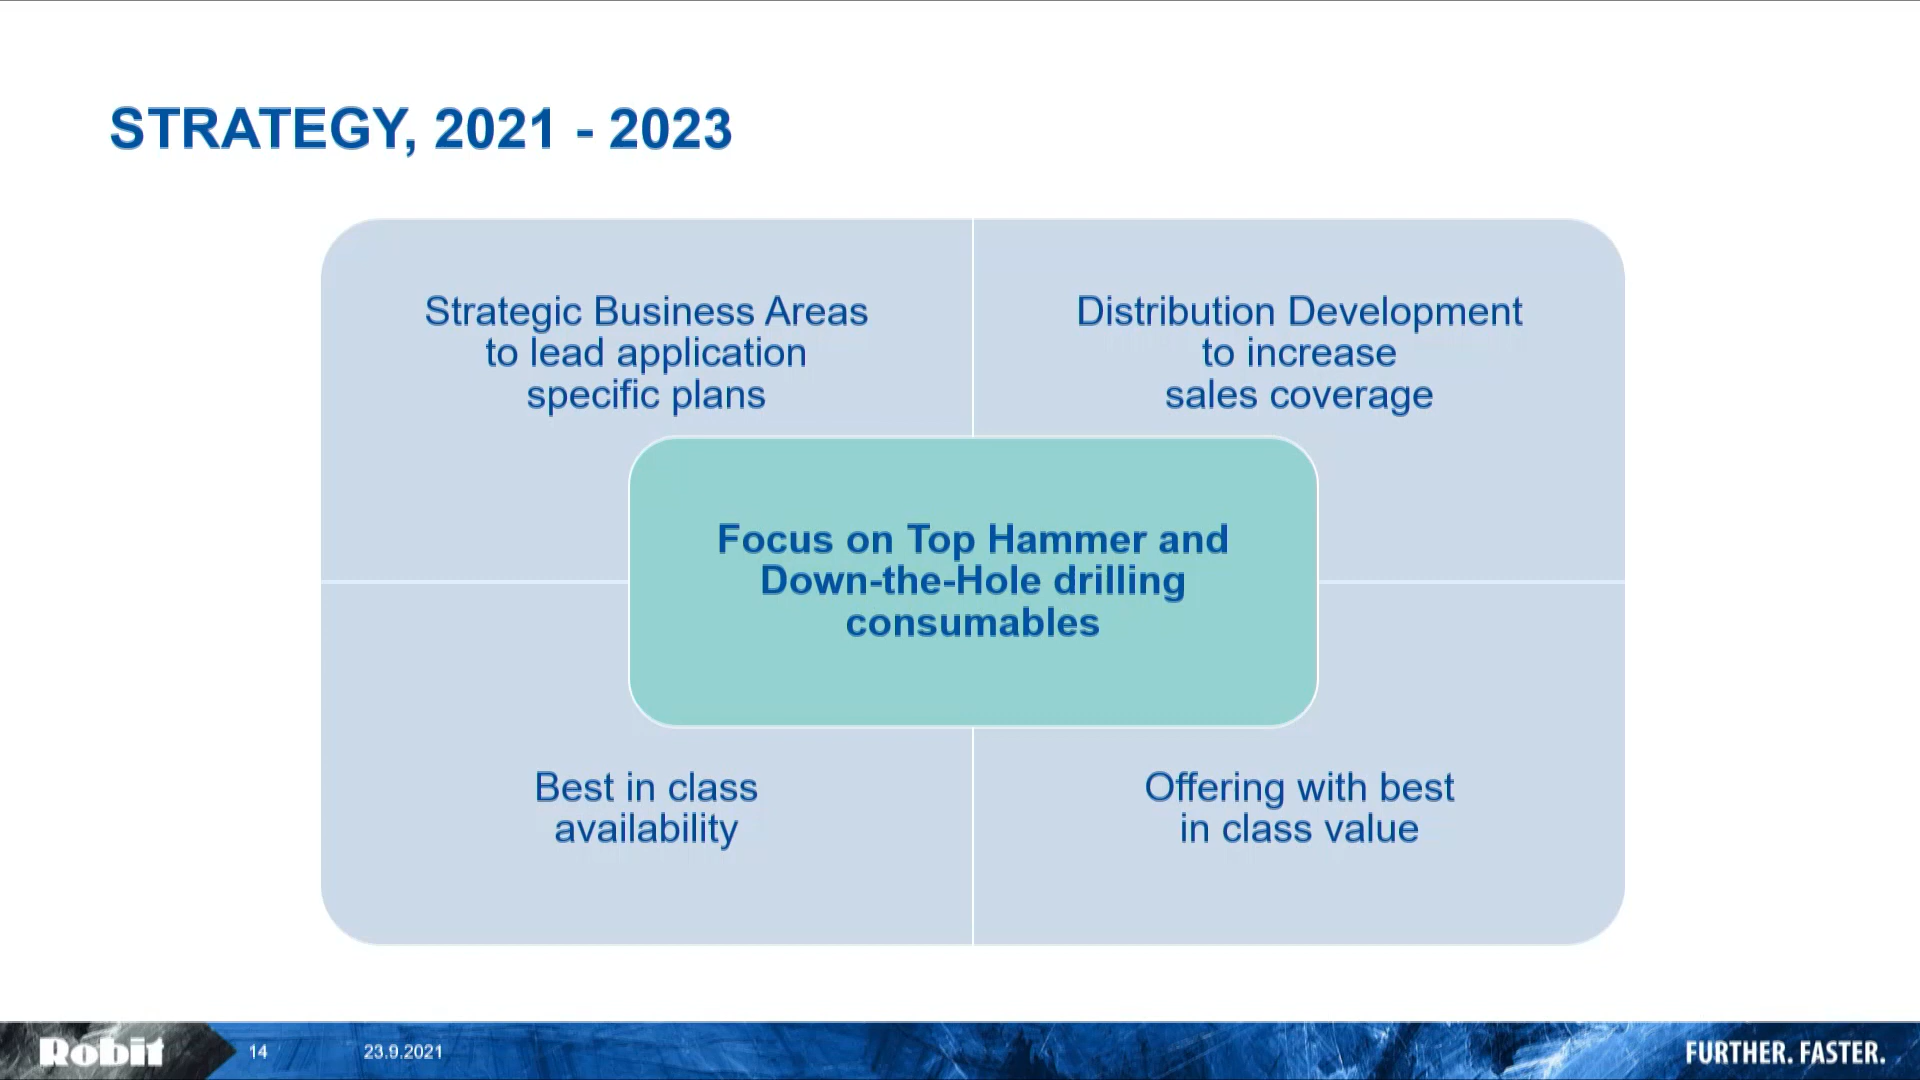 STRATEGY, 2021 - 2023
Strategic Business Areas
to lead application
specific plans
Distribution Development
to increase
sales coverage
Focus on Top Hammer and
Down-the-Hole drilling
consumables
Best in class
availability
Offering with best
in class value
Robit
14
23.9.2021
FURTHER. FASTER.